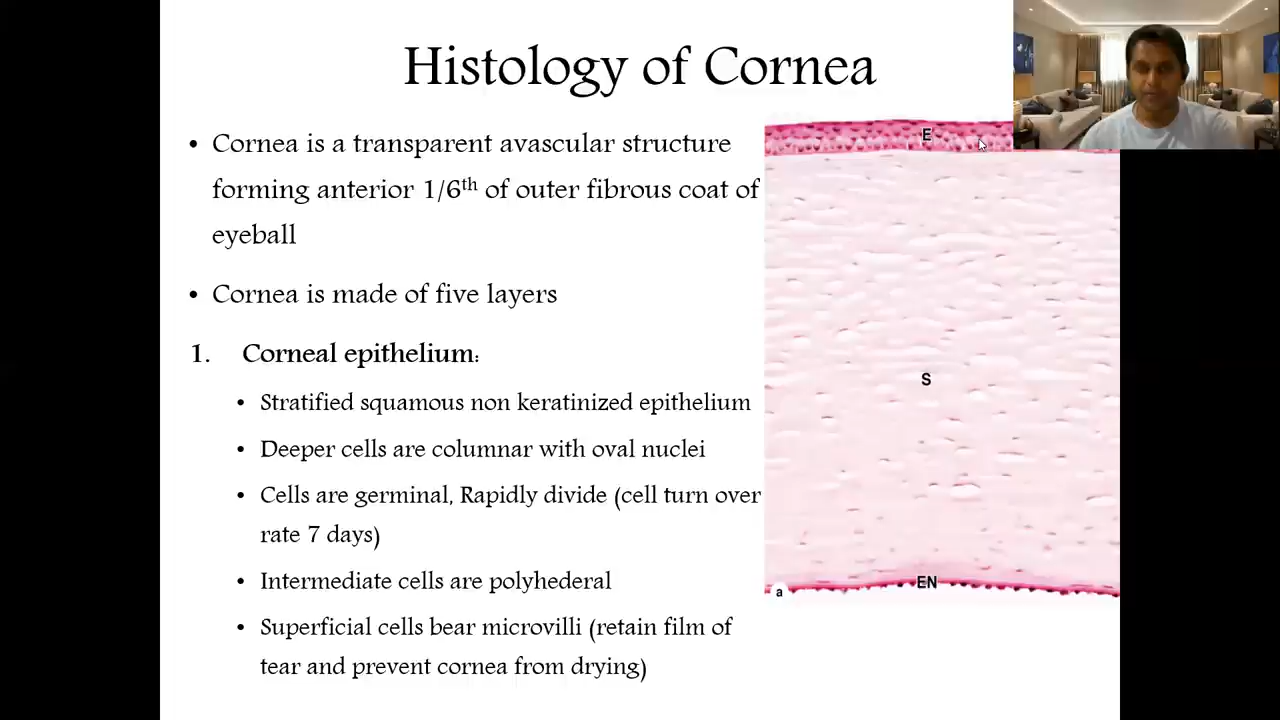 Histology of Cornea
• Cornea is a transparent avascular structure
forming anterior 1/6th of outer fibrous coat of
eyeball
• Cornea is made of five layers
1. Corneal epithelium:
• Stratified squamous non keratinized epithelium
• Deeper cells are columnar with oval nuclei
• Cells are germinal, Rapidly divide (cell turn over
rate 7 days)
• Intermediate cells are polyhederal
• Superficial cells bear microvilli (retain film of
tear and prevent cornea from drying)
E
S
EN
a